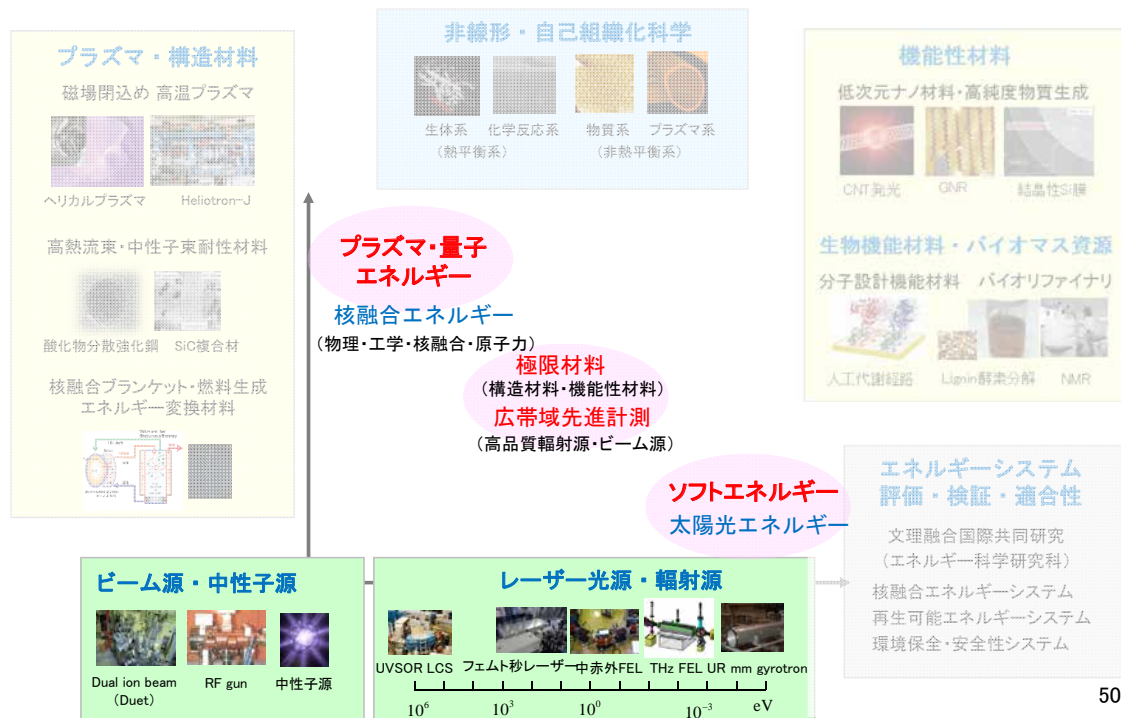 プラズマ・構造材料
磁場閉込め 高温プラズマ
ヘリカルプラズマ
Heliotron-J
高熱流束・中性子束耐性材料
酸化物分散強化鋼
SiC複合材
核融合ブランケット・燃料生成
エネルギー変換材料
非線形・自己組織化科学
生体系
化学反応系
物質系
プラズマ系
(熱平衡系)
(非熱平衡系)
機能性材料
低次元ナノ材料・高純度物質生成
CNT発光
GNR
結晶性Si膜
生物機能材料・バイオマス資源
分子設計機能材料
バイオリファイナリ
人工代謝経路
Lignin酵素分解
NMR
プラズマ・量子
エネルギー
核融合エネルギー
(物理・工学・核融合・原子力)
極限材料
(構造材料・機能性材料)
広帯域先進計測
(高品質輻射源・ビーム源)
ソフトエネルギー
太陽光エネルギー
エネルギーシステム
評価・検証・適合性
文理融合国際共同研究
(エネルギー科学研究科)
核融合エネルギーシステム
再生可能エネルギーシステム
環境保全・安全性システム
ビーム源・中性子源
Dual ion beam
(Duet)
RF gun
中性子源
レーザー光源・輻射源
UVSOR LCS
フェムト秒レーザー
中赤外FEL
THz FEL
UR mm gyrotron
10⁶
10³
10⁰
10⁻³
eV
50